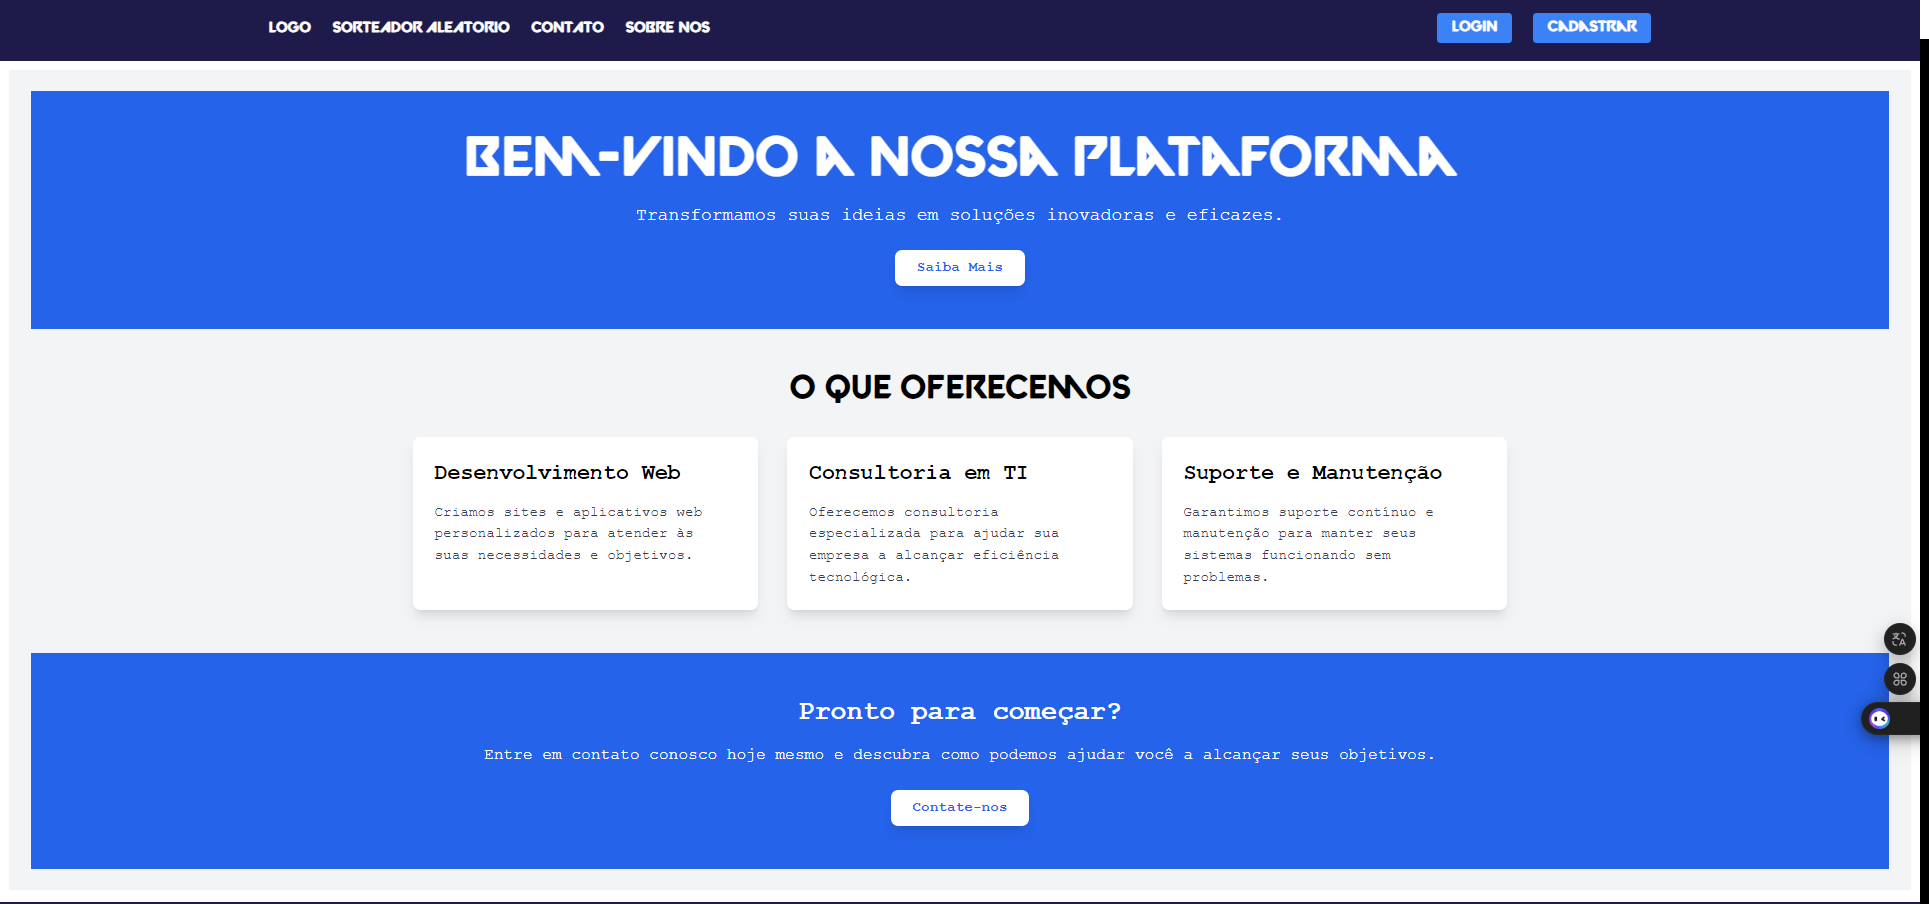 LOGO SORTEADOR ALEATORIO CONTATO SOBRE NOS LOGIN CADASTRAR
BEM-VINDO A NOSSA PLATAFORMA
Transformamos suas ideias em soluções inovadoras e eficazes.
Saiba Mais
O QUE OFERECEMOS
Desenvolvimento Web
Criamos sites e aplicativos web
personalizados para atender às
suas necessidades e objetivos.
Consultoria em TI
Oferecemos consultoria
especializada para ajudar sua
empresa a alcançar eficiência
tecnológica.
Suporte e Manutenção
Garantimos suporte contínuo e
manutenção para manter seus
sistemas funcionando sem
problemas.
Pronto para começar?
Entre em contato conosco hoje mesmo e descubra como podemos ajudar você a alcançar seus objetivos.
Contate-nos